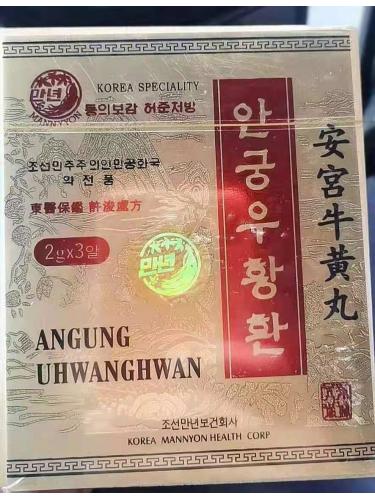 만년
MANNYON
KOREA SPECIALITY
동의보감 허준처방
조선민주주의인민공화국
약전품
東醫保鑑 許浚處方
2g×3알
안궁우황환
安宮牛黃丸
만년
ANGUNG
UHWANGHWAN
조선만년보건회사
KOREA MANNYON HEALTH CORP